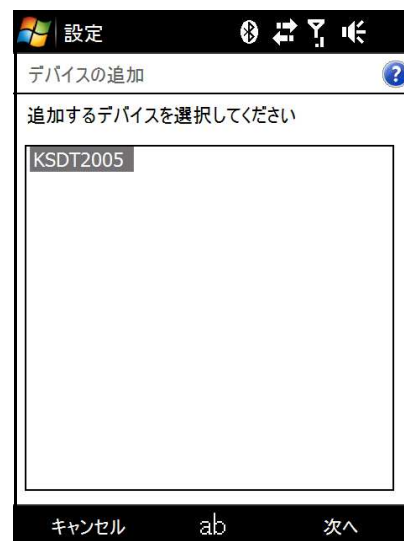 設定
デバイスの追加
?
追加するデバイスを選択してください
KSDT2005
キャンセル ab 次へ